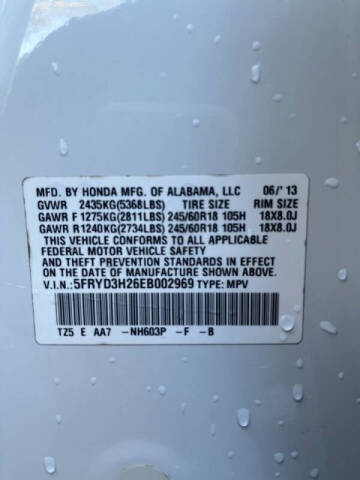 MFD. BY HONDA MFG. OF ALABAMA, LLC 06/'13
GVWR 2435KG(5368LBS) TIRE SIZE RIM SIZE
GAWR F 1275KG(2811LBS) 245/60R18 105H 18X8.0J
GAWR R 1240KG(2734LBS) 245/60R18 105H 18X8.0J
THIS VEHICLE CONFORMS TO ALL APPLICABLE
FEDERAL MOTOR VEHICLE SAFETY
AND THEFT PREVENTION STANDARDS IN EFFECT
ON THE DATE OF MANUFACTURE SHOWN ABOVE.
V.I.N.:5FRYD3H26EB002969 TYPE: MPV
TZ5 E AA7 -NH603P -F -B